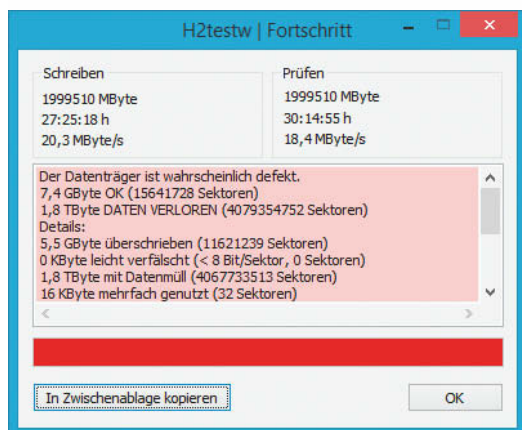 H2testw | Fortschritt
Schreiben
1999510 MByte
27:25:18 h
20,3 MByte/s
Prüfen
1999510 MByte
30:14:55 h
18,4 MByte/s
Der Datenträger ist wahrscheinlich defekt.
7,4 GByte OK (15641728 Sektoren)
1,8 TByte DATEN VERLOREN (4079354752 Sektoren)
Details:
5,5 GByte überschrieben (11621239 Sektoren)
0 KByte leicht verfälscht (< 8 Bit/Sektor, 0 Sektoren)
1,8 TByte mit Datenmüll (4067733513 Sektoren)
16 KByte mehrfach genutzt (32 Sektoren)
In Zwischenablage kopieren
OK